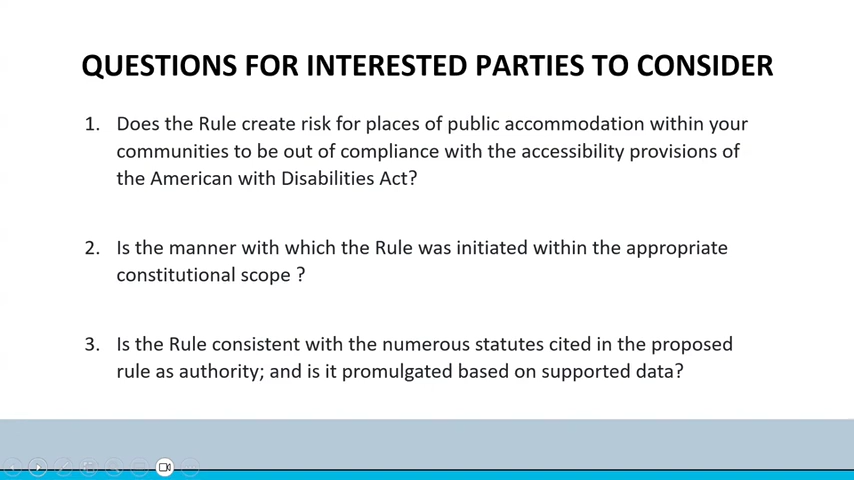 QUESTIONS FOR INTERESTED PARTIES TO CONSIDER
1. Does the Rule create risk for places of public accommodation within your
communities to be out of compliance with the accessibility provisions of
the American with Disabilities Act?
2. Is the manner with which the Rule was initiated within the appropriate
constitutional scope ?
3. Is the Rule consistent with the numerous statutes cited in the proposed
rule as authority; and is it promulgated based on supported data?